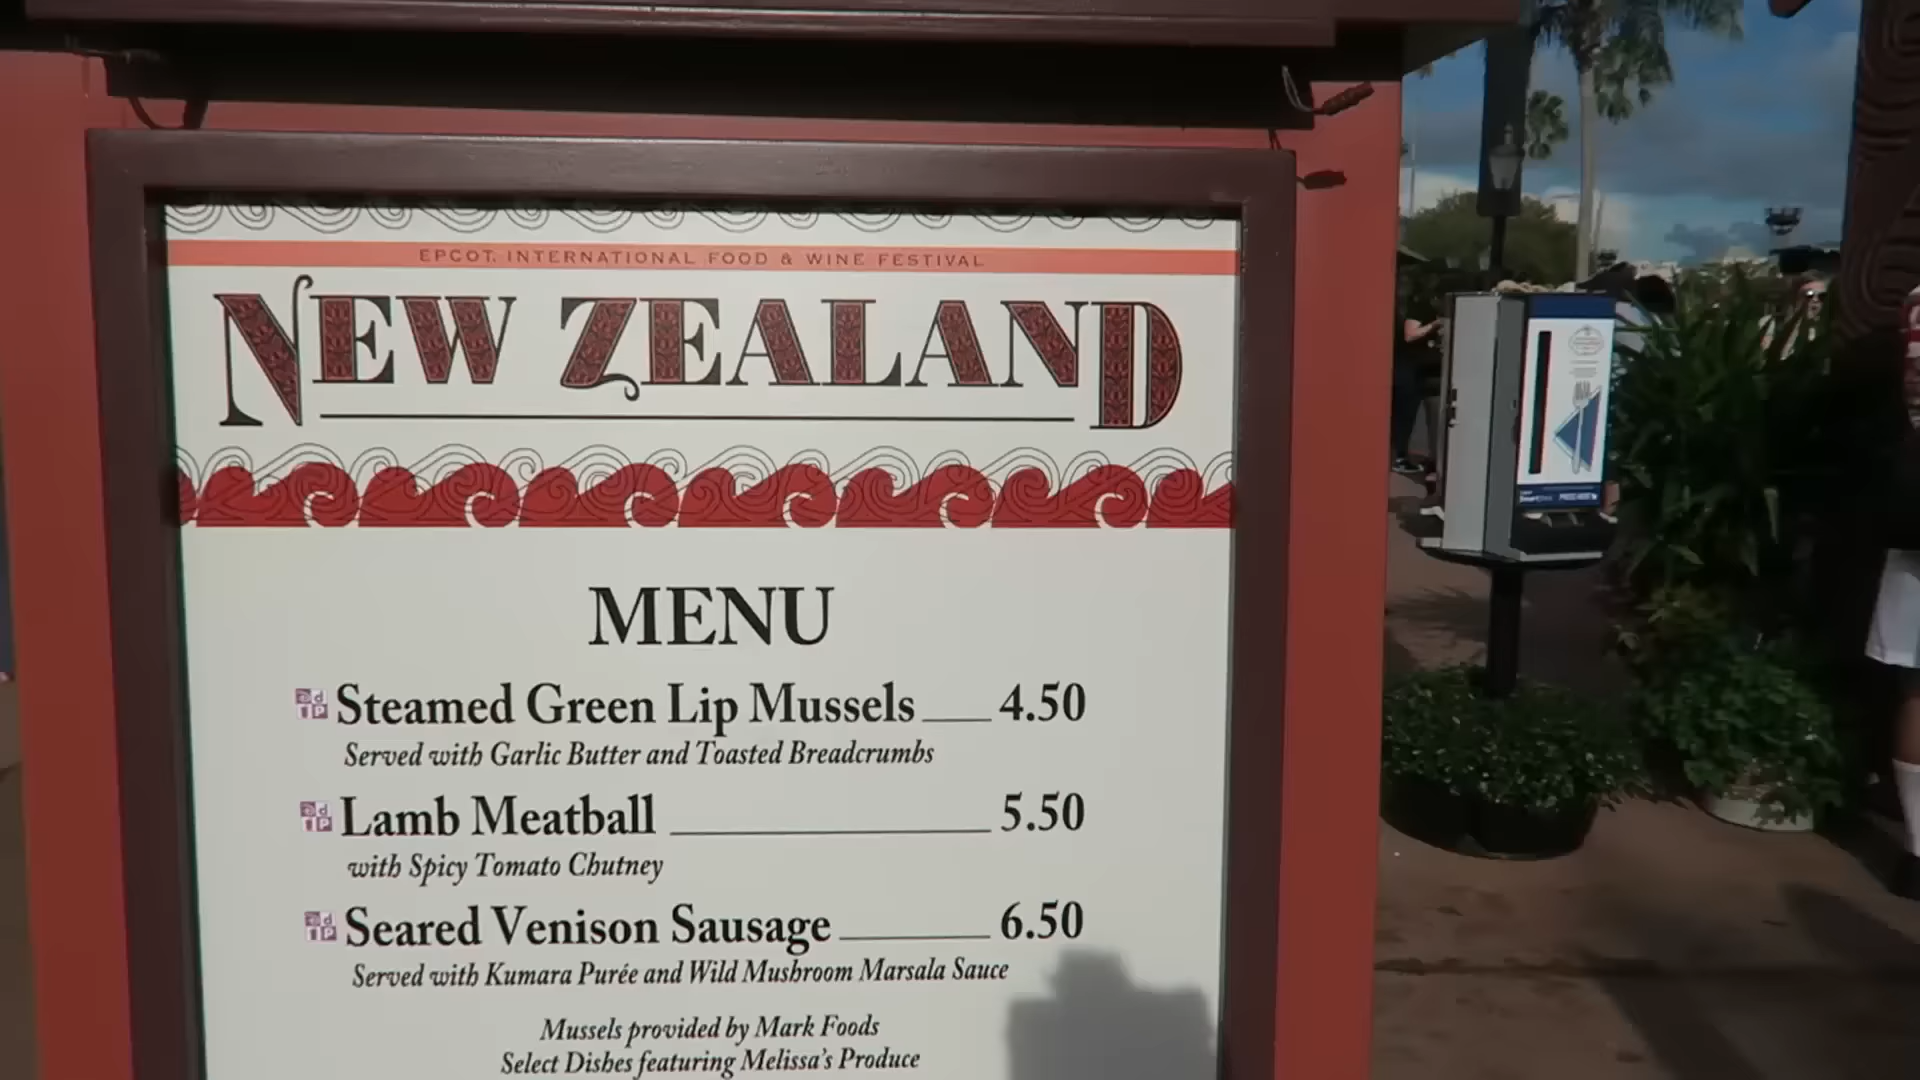 EPCOT. INTERNATIONAL FOOD & WINE FESTIVAL
NEW ZEALAND
MENU
Steamed Green Lip Mussels 4.50
Served with Garlic Butter and Toasted Breadcrumbs
Lamb Meatball 5.50
with Spicy Tomato Chutney
Seared Venison Sausage 6.50
Served with Kumara Purée and Wild Mushroom Marsala Sauce
Mussels provided by Mark Foods
Select Dishes featuring Melissa's Produce